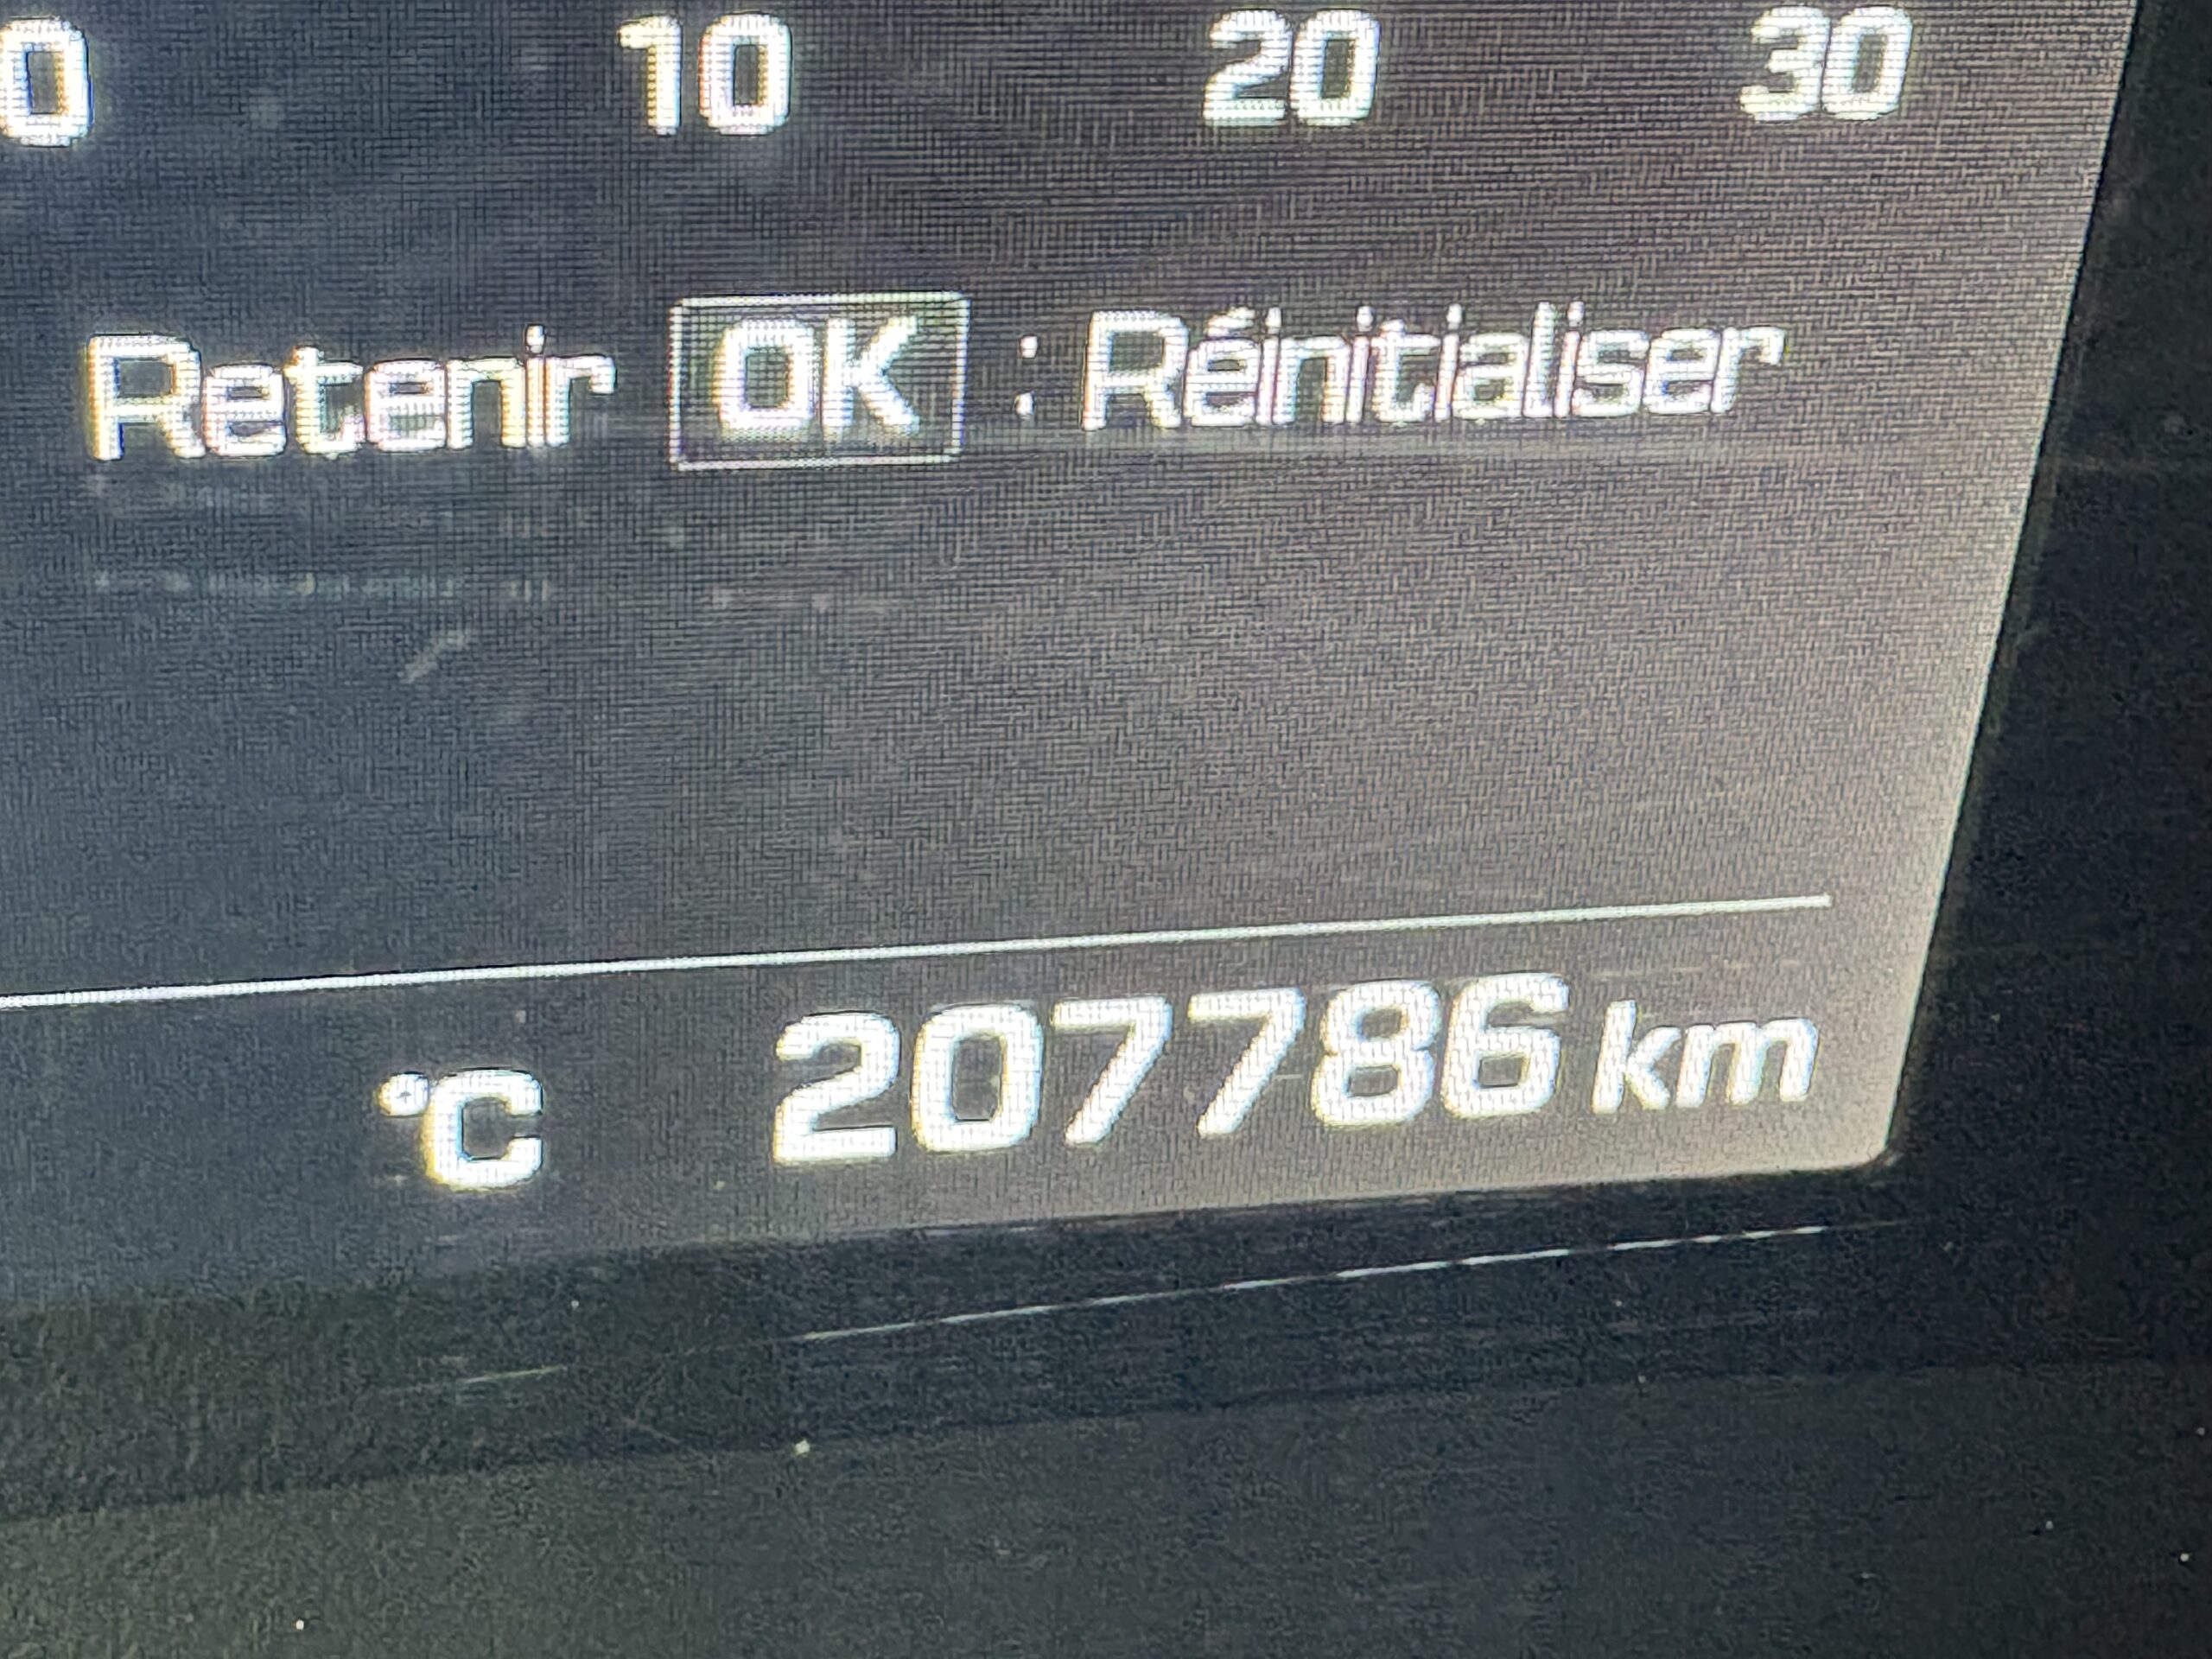 0 10 20 30
Retenir OK : Réinitialiser
°C 207786 km